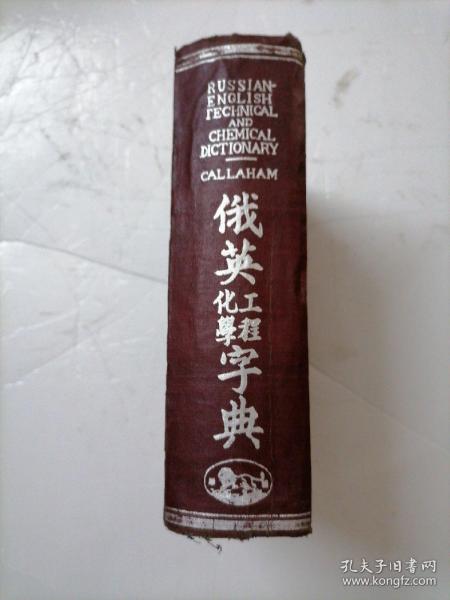 RUSSIAN-
ENGLISH
TECHNICAL
AND
CHEMICAL
DICTIONARY
CALLAHAM
俄英
工程
化學
字典
孔夫子旧书网
www.kongfz.com